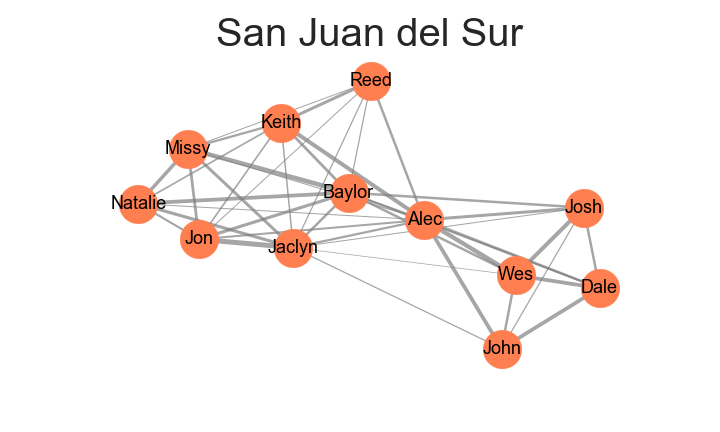 San Juan del Sur
Reed
Keith
Missy
Baylor
Natalie
Josh
Alec
Jon
Jaclyn
Wes
Dale
John